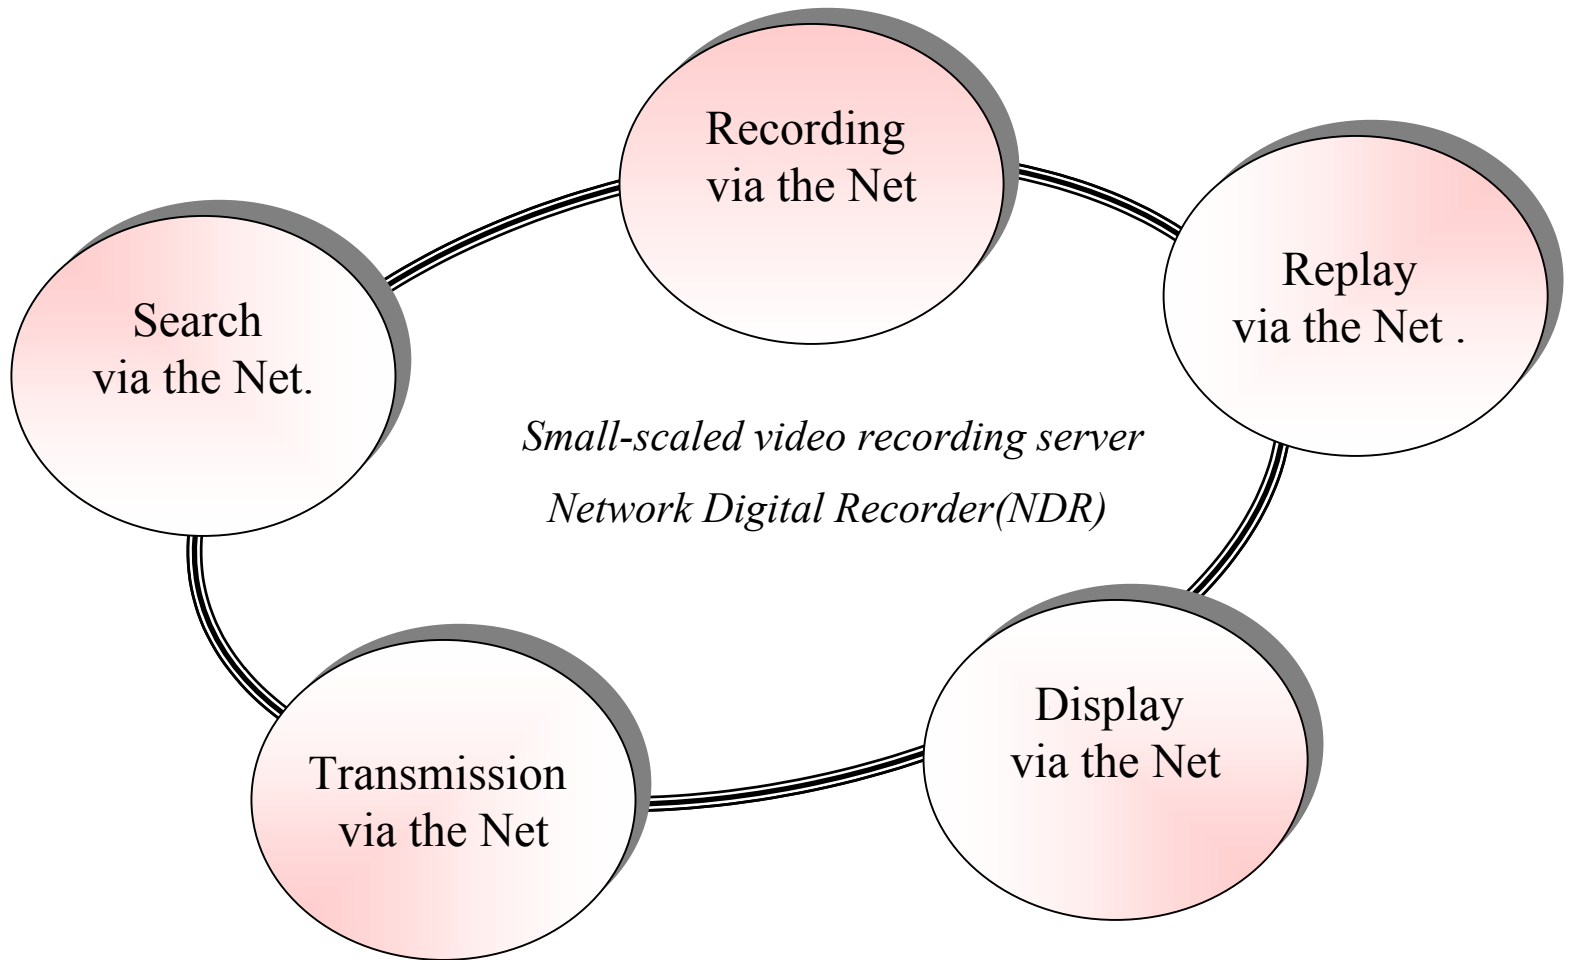 Recording
via the Net
Replay
via the Net .
Search
via the Net.
Small-scaled video recording server
Network Digital Recorder(NDR)
Display
via the Net
Transmission
via the Net